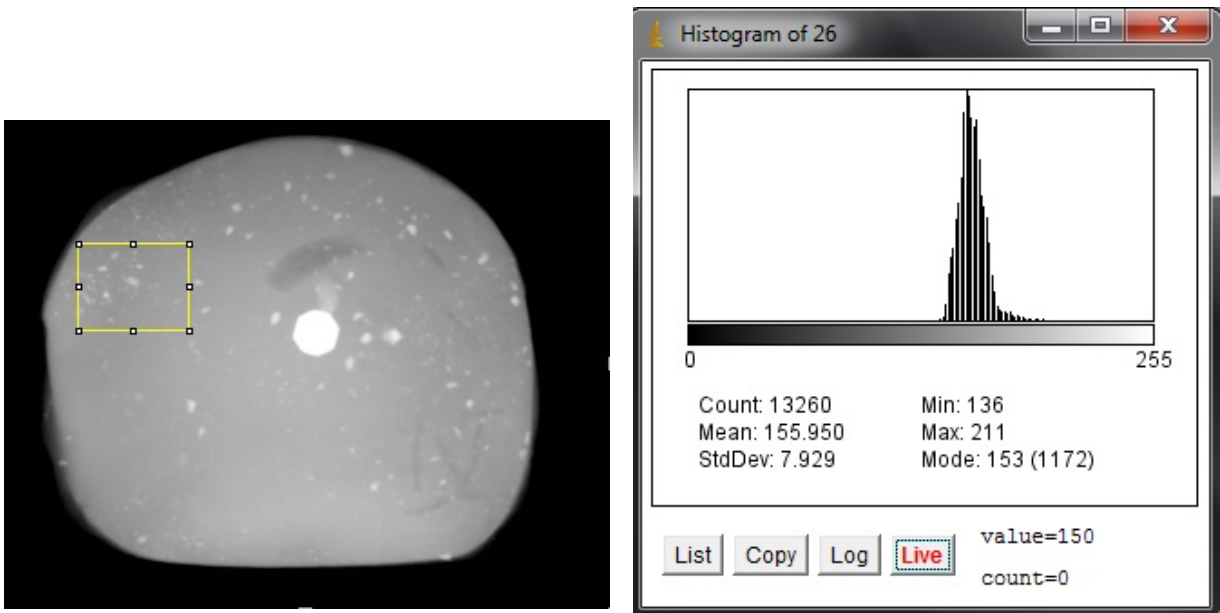 Histogram of 26
0 255
Count: 13260 Min: 136
Mean: 155.950 Max: 211
StdDev: 7.929 Mode: 153 (1172)
List Copy Log Live value=150
count=0